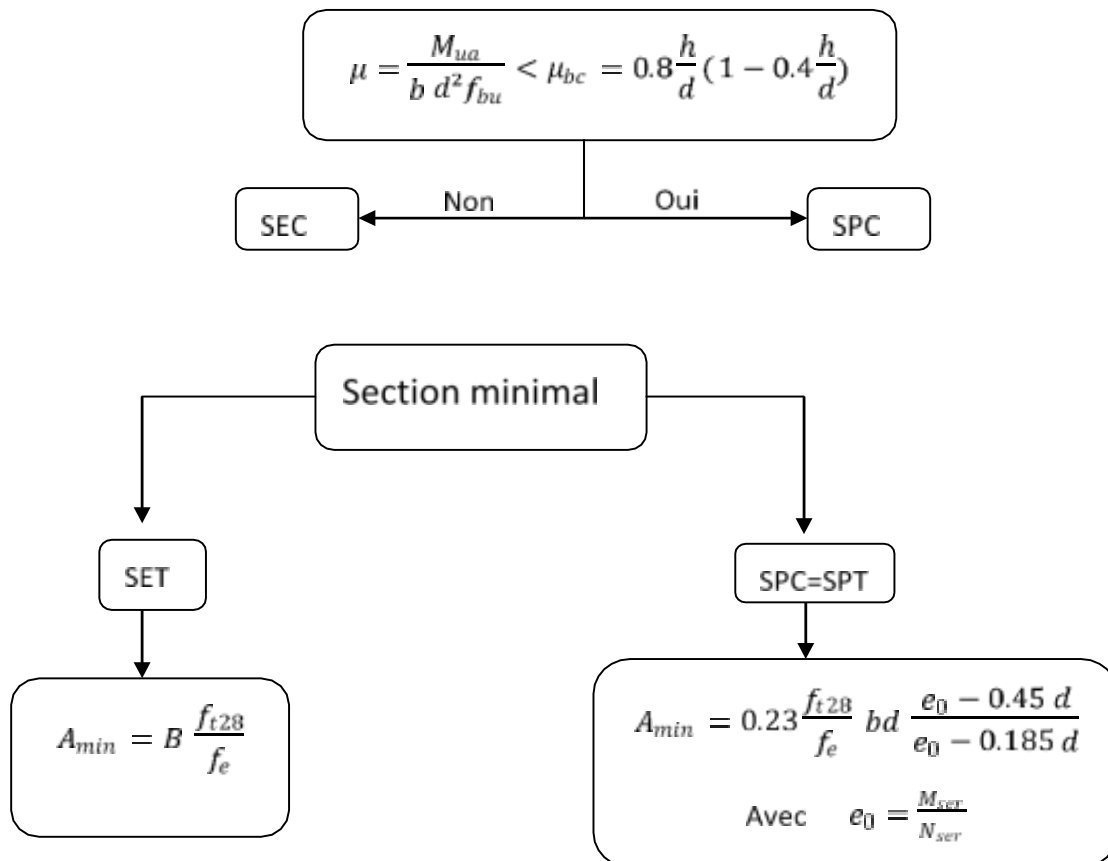 μ = M_ua / (b d² f_bu) < μ_bc = 0.8 h/d (1 − 0.4 h/d)
Non Oui
SEC SPC
Section minimal
SET SPC=SPT
A_min = B f_t28 / f_e
A_min = 0.23 f_t28 / f_e bd (e_0 − 0.45 d) / (e_0 − 0.185 d)
Avec e_0 = M_ser / N_ser